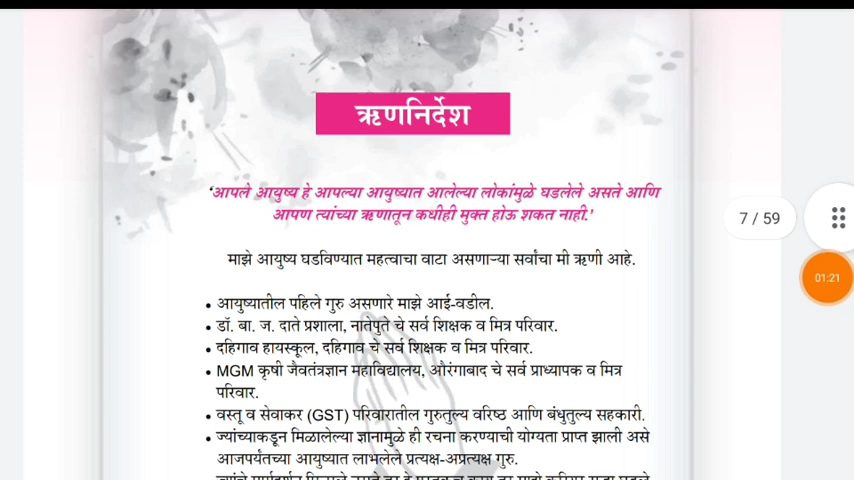 ऋणनिर्देश
'आपले आयुष्य हे आपल्या आयुष्यात आलेल्या लोकांमुळे घडलेले असते आणि
आपण त्यांच्या ऋणातून कधीही मुक्त होऊ शकत नाही.'
7 / 59
माझे आयुष्य घडविण्यात महत्वाचा वाटा असणाऱ्या सर्वांचा मी ऋणी आहे.
01:21
• आयुष्यातील पहिले गुरु असणारे माझे आई-वडील.
• डॉ. बा. ज. दाते प्रशाला, नातेपुते चे सर्व शिक्षक व मित्र परिवार.
• दहिगाव हायस्कूल, दहिगाव चे सर्व शिक्षक व मित्र परिवार.
• MGM कृषी जैवतंत्रज्ञान महाविद्यालय, औरंगाबाद चे सर्व प्राध्यापक व मित्र
परिवार.
• वस्तू व सेवाकर (GST) परिवारातील गुरुतुल्य वरिष्ठ आणि बंधुतुल्य सहकारी.
• ज्यांच्याकडून मिळालेल्या ज्ञानामुळे ही रचना करण्याची योग्यता प्राप्त झाली असे
आजपर्यंतच्या आयुष्यात लाभलेले प्रत्यक्ष-अप्रत्यक्ष गुरु.